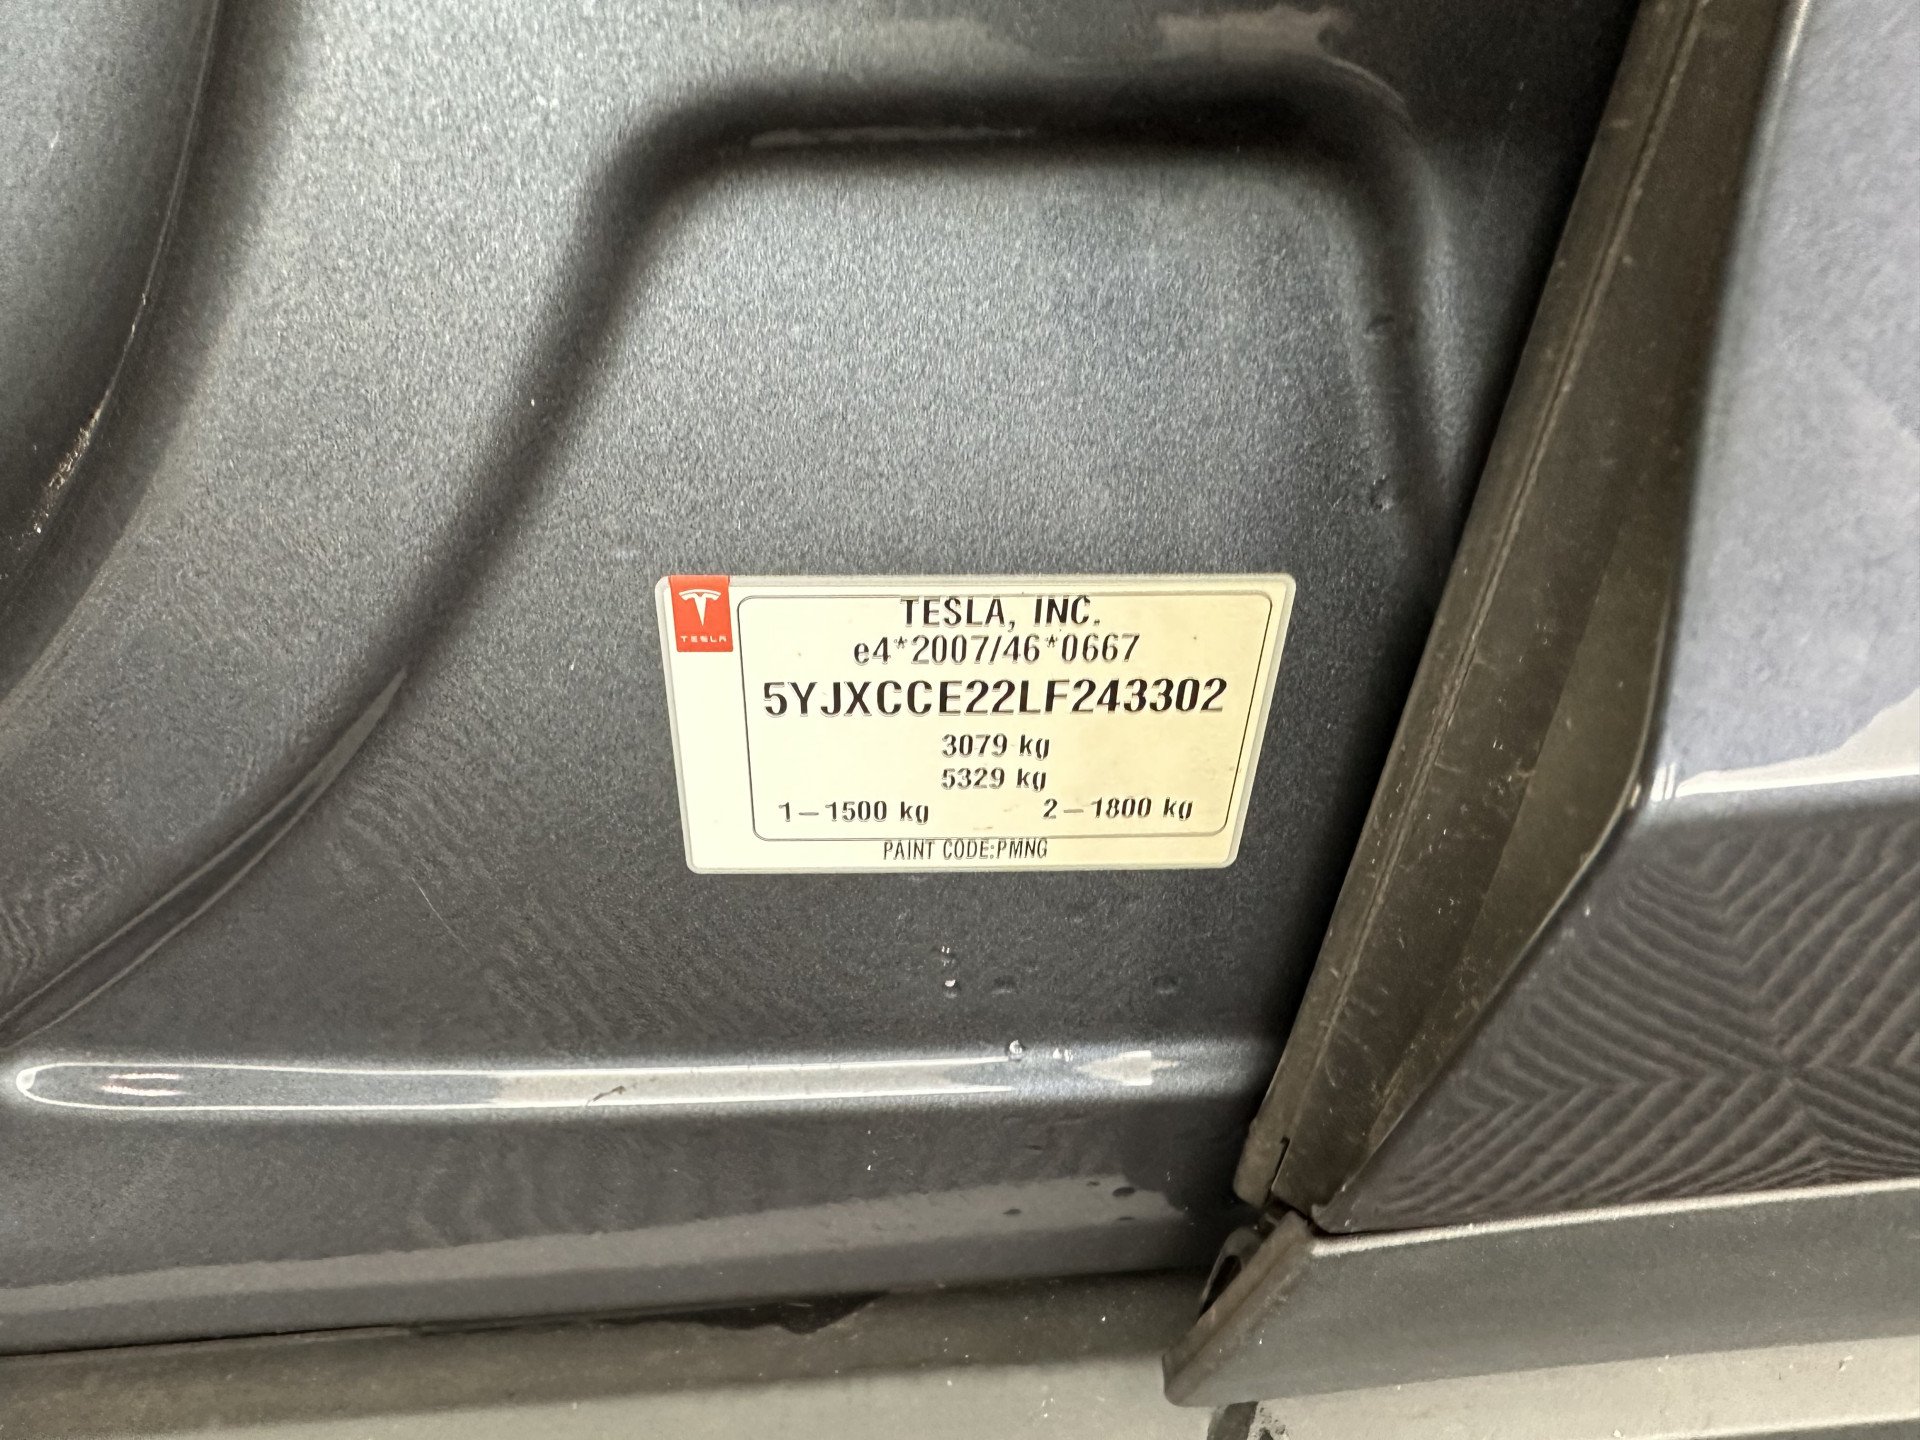 TESLA
TESLA, INC.
e4*2007/46*0667
5YJXCCE22LF243302
3079 kg
5329 kg
1-1500 kg 2-1800 kg
PAINT CODE:PMNG